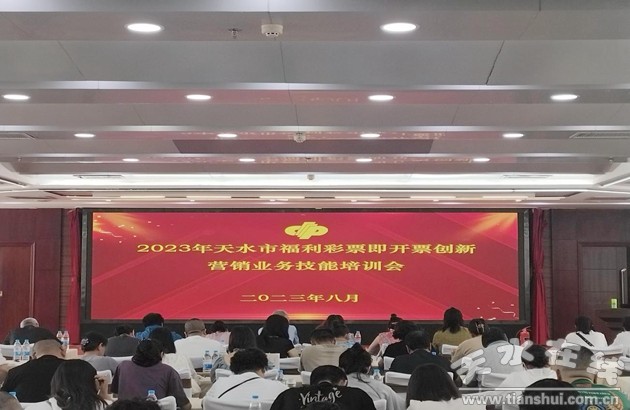 2023年天水市福利彩票即开票创新
营销业务技能培训会
二〇二三年八月
Vintage
天水在线
www.tianshui.com.cn